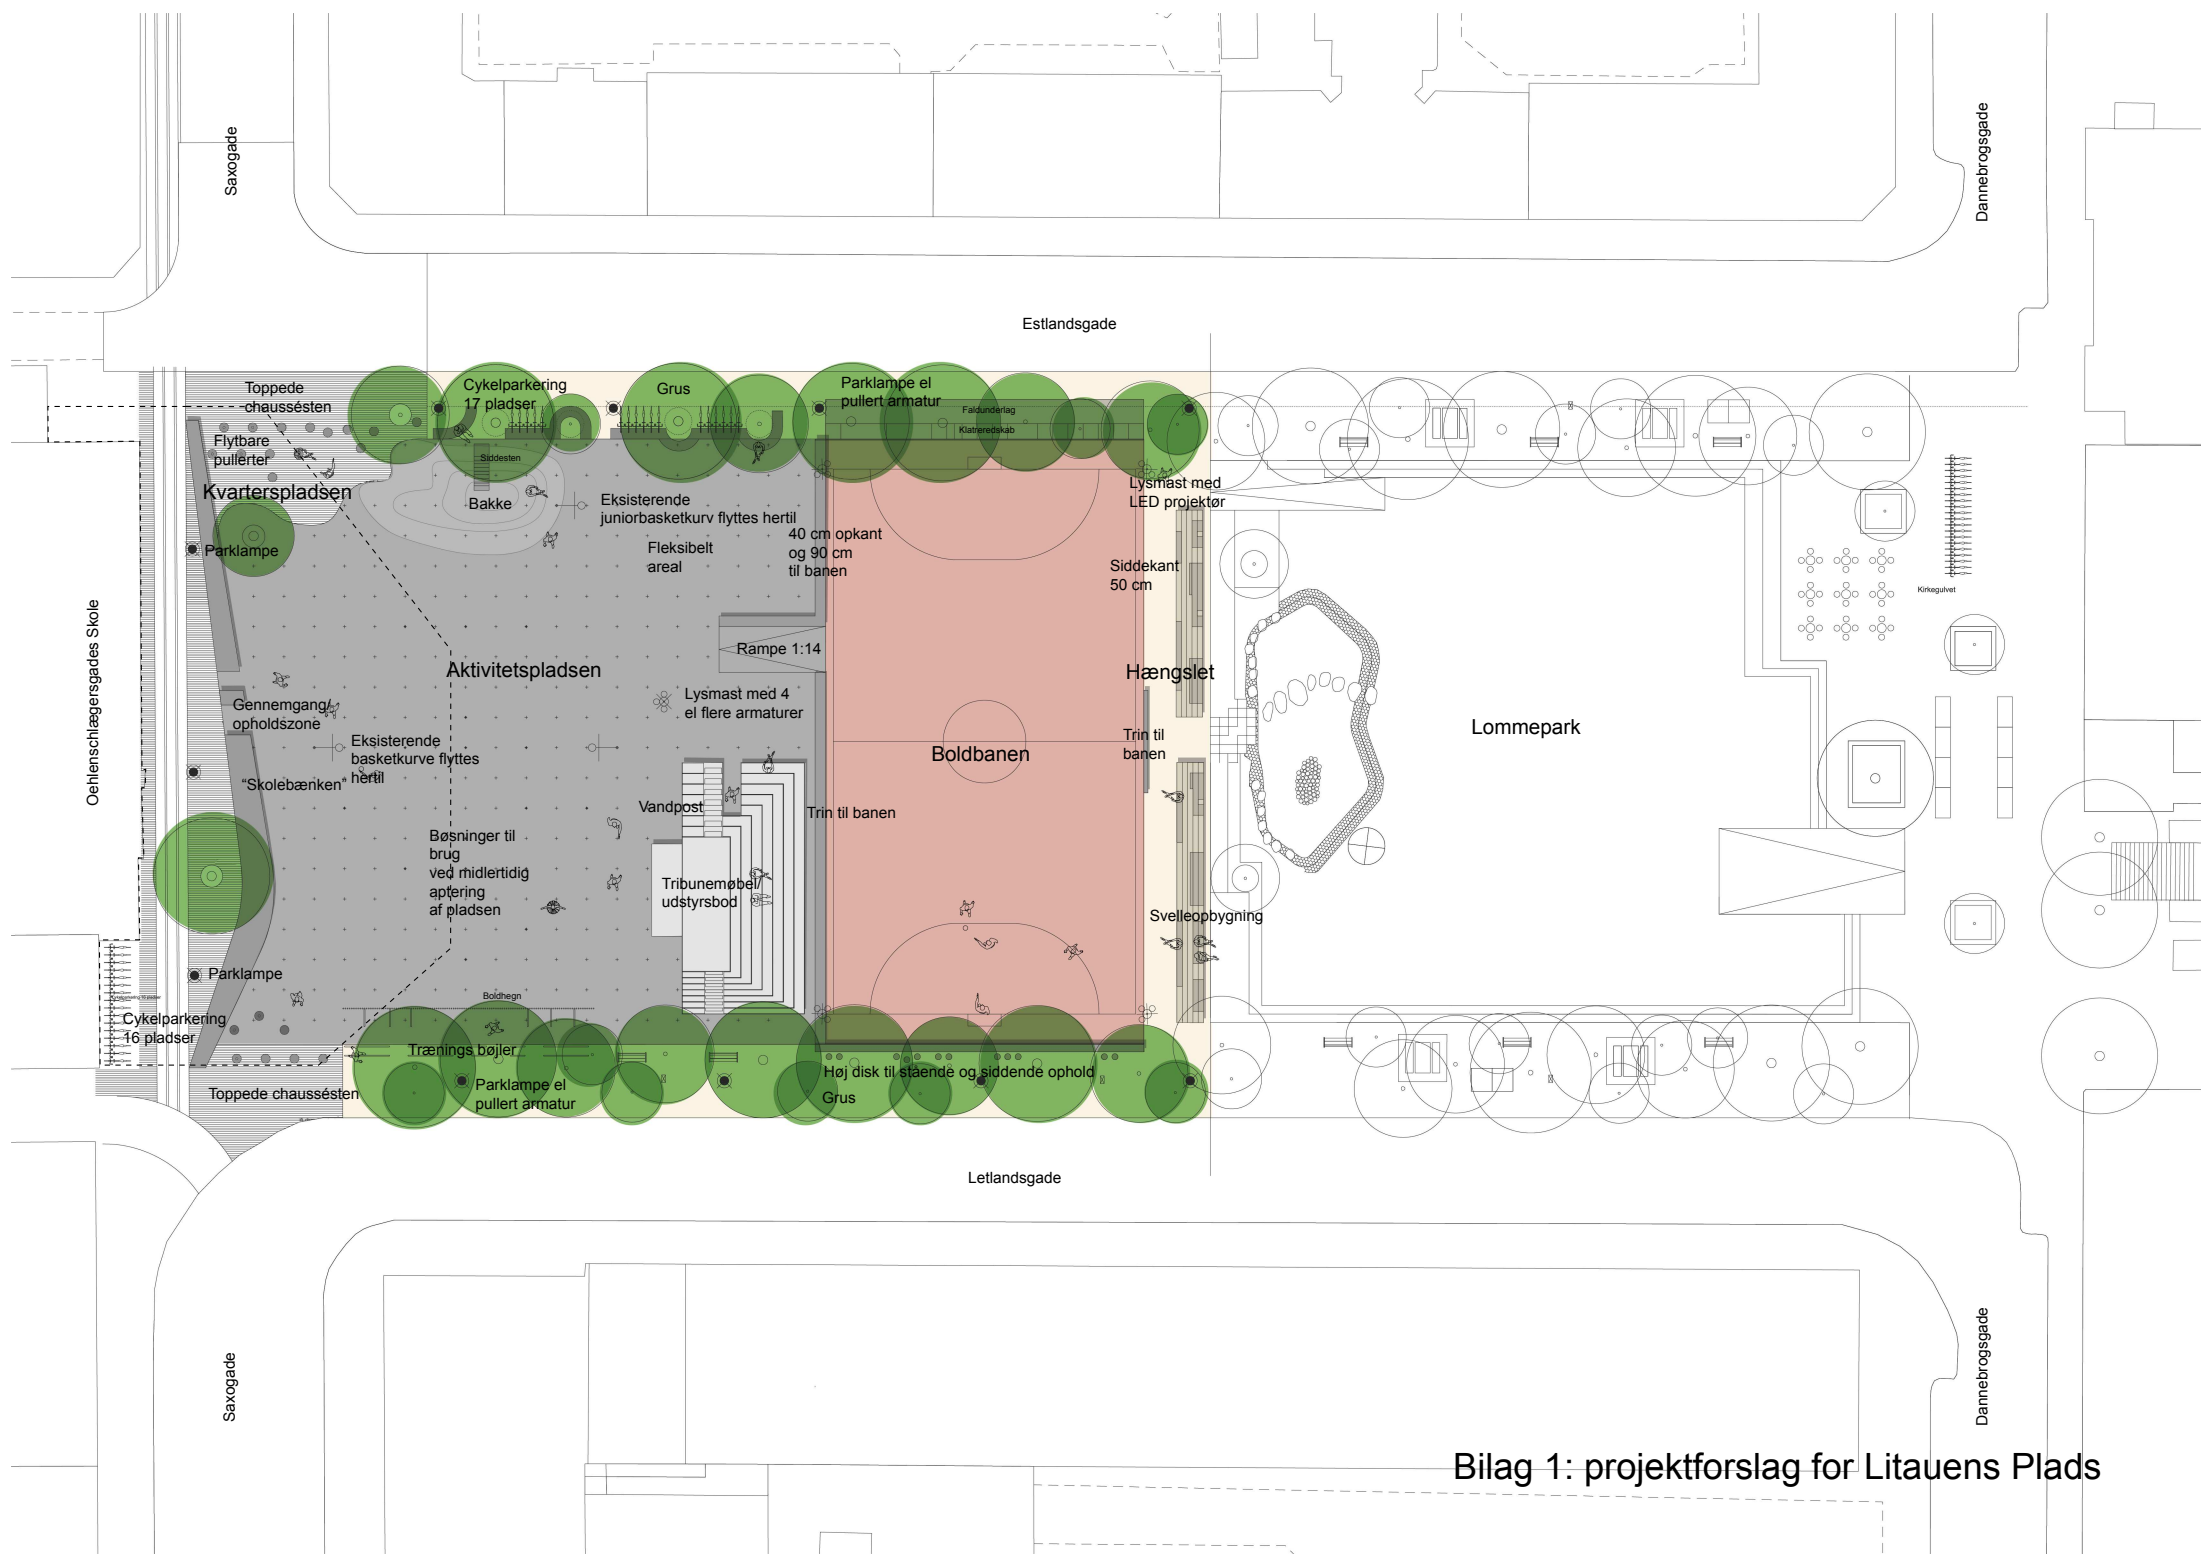 Saxogade
Dannebrogsgade
Estlandsgade
Toppede
chaussésten
Cykelparkering
17 pladser
Grus
Parklampe el
pullert armatur
Faldunderlag
Klatreredskab
Flytbare
pullerter
Siddesten
Kvarterspladsen
Bakke
Eksisterende
juniorbasketkurv flyttes hertil
Lysmast med
LED projektør
40 cm opkant
og 90 cm
til banen
Parklampe
Fleksibelt
areal
Siddekant
50 cm
Kirkegulvet
Oehlenschlægersgades Skole
Rampe 1:14
Aktivitetspladsen
Hængslet
Lysmast med 4
el flere armaturer
Gennemgang/
opholdszone
Lommepark
Eksisterende
basketkurve flyttes
hertil
Boldbanen
Trin til
banen
“Skolebænken“
Vandpost
Trin til banen
Bøsninger til
brug
ved midlertidig
aptering
af pladsen
Tribunemøbel/
udstyrsbod
Svelleopbygning
Parklampe
Boldhegn
Cykelparkering 16 pladser
Cykelparkering
16 pladser
Trænings bøjler
Høj disk til stående og siddende ophold
Toppede chaussésten
Parklampe el
pullert armatur
Grus
Letlandsgade
Saxogade
Dannebrogsgade
Bilag 1: projektforslag for Litauens Plads